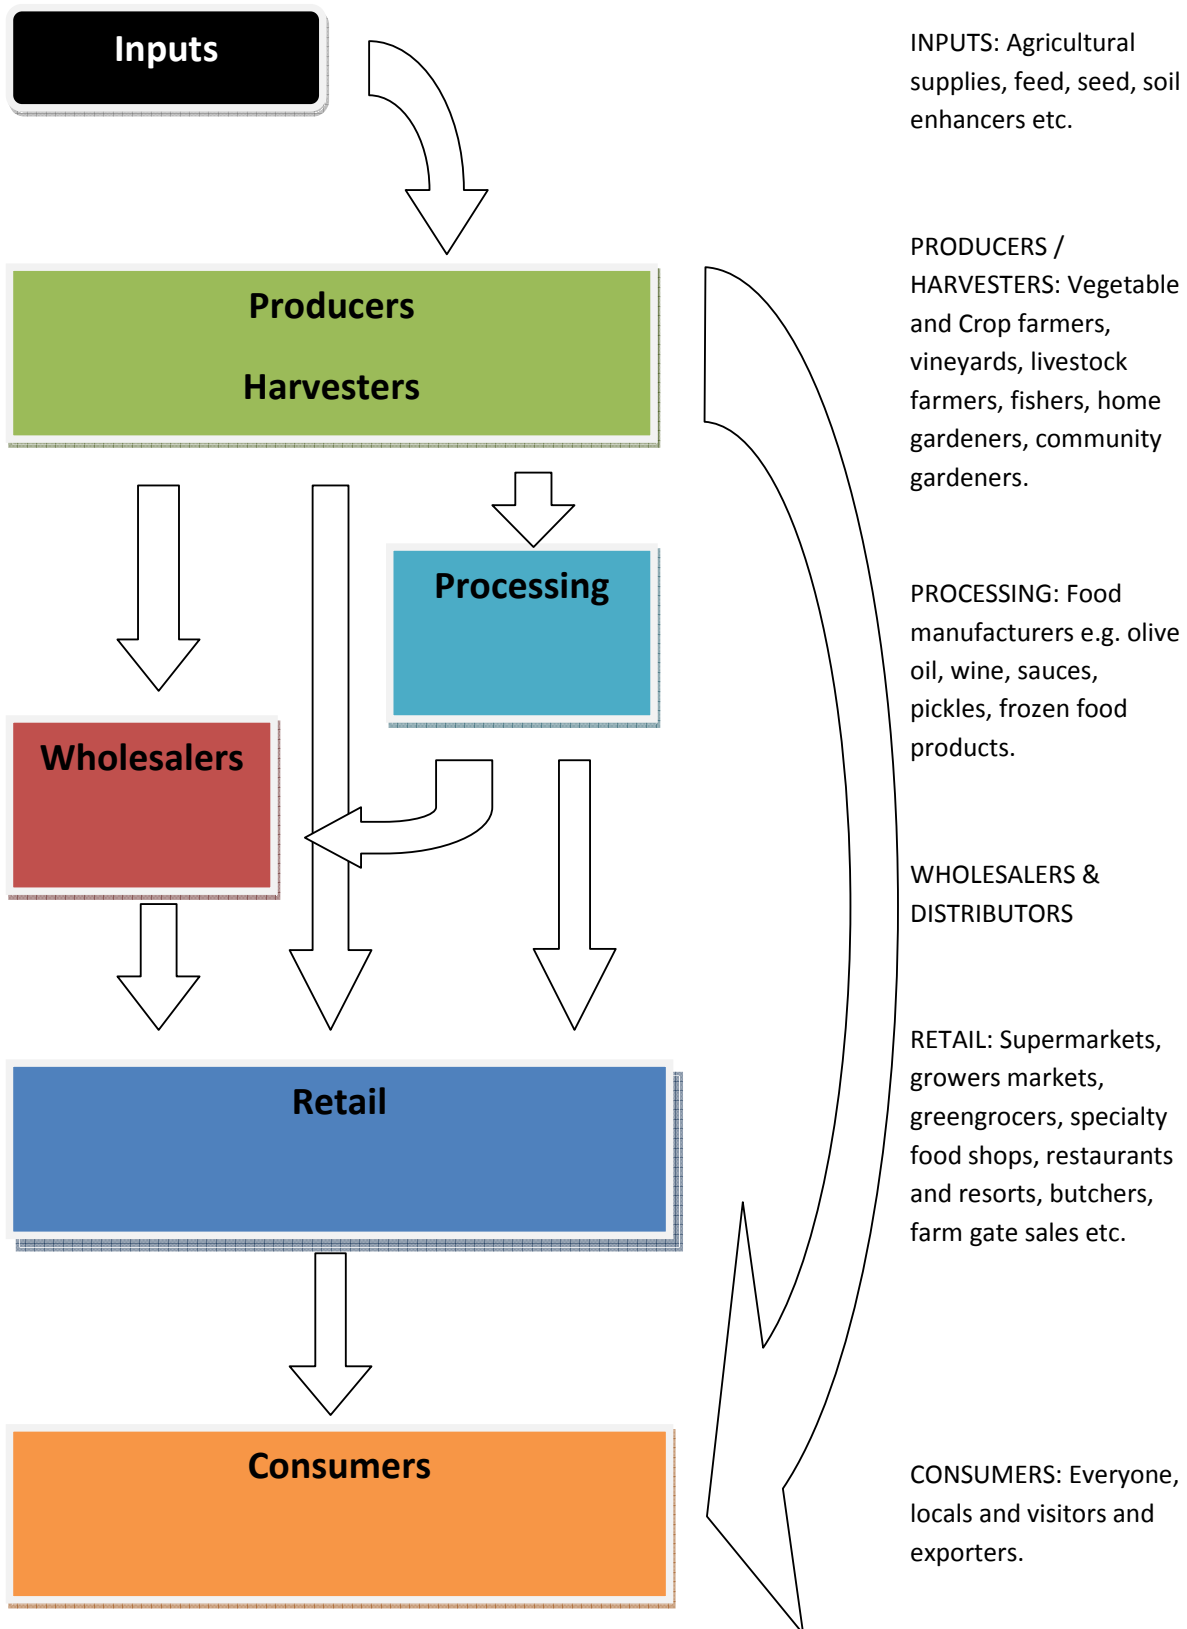 Inputs
INPUTS: Agricultural
supplies, feed, seed, soil
enhancers etc.
Producers
Harvesters
PRODUCERS /
HARVESTERS: Vegetable
and Crop farmers,
vineyards, livestock
farmers, fishers, home
gardeners, community
gardeners.
Processing
PROCESSING: Food
manufacturers e.g. olive
oil, wine, sauces,
pickles, frozen food
products.
Wholesalers
WHOLESALERS &
DISTRIBUTORS
Retail
RETAIL: Supermarkets,
growers markets,
greengrocers, specialty
food shops, restaurants
and resorts, butchers,
farm gate sales etc.
Consumers
CONSUMERS: Everyone,
locals and visitors and
exporters.